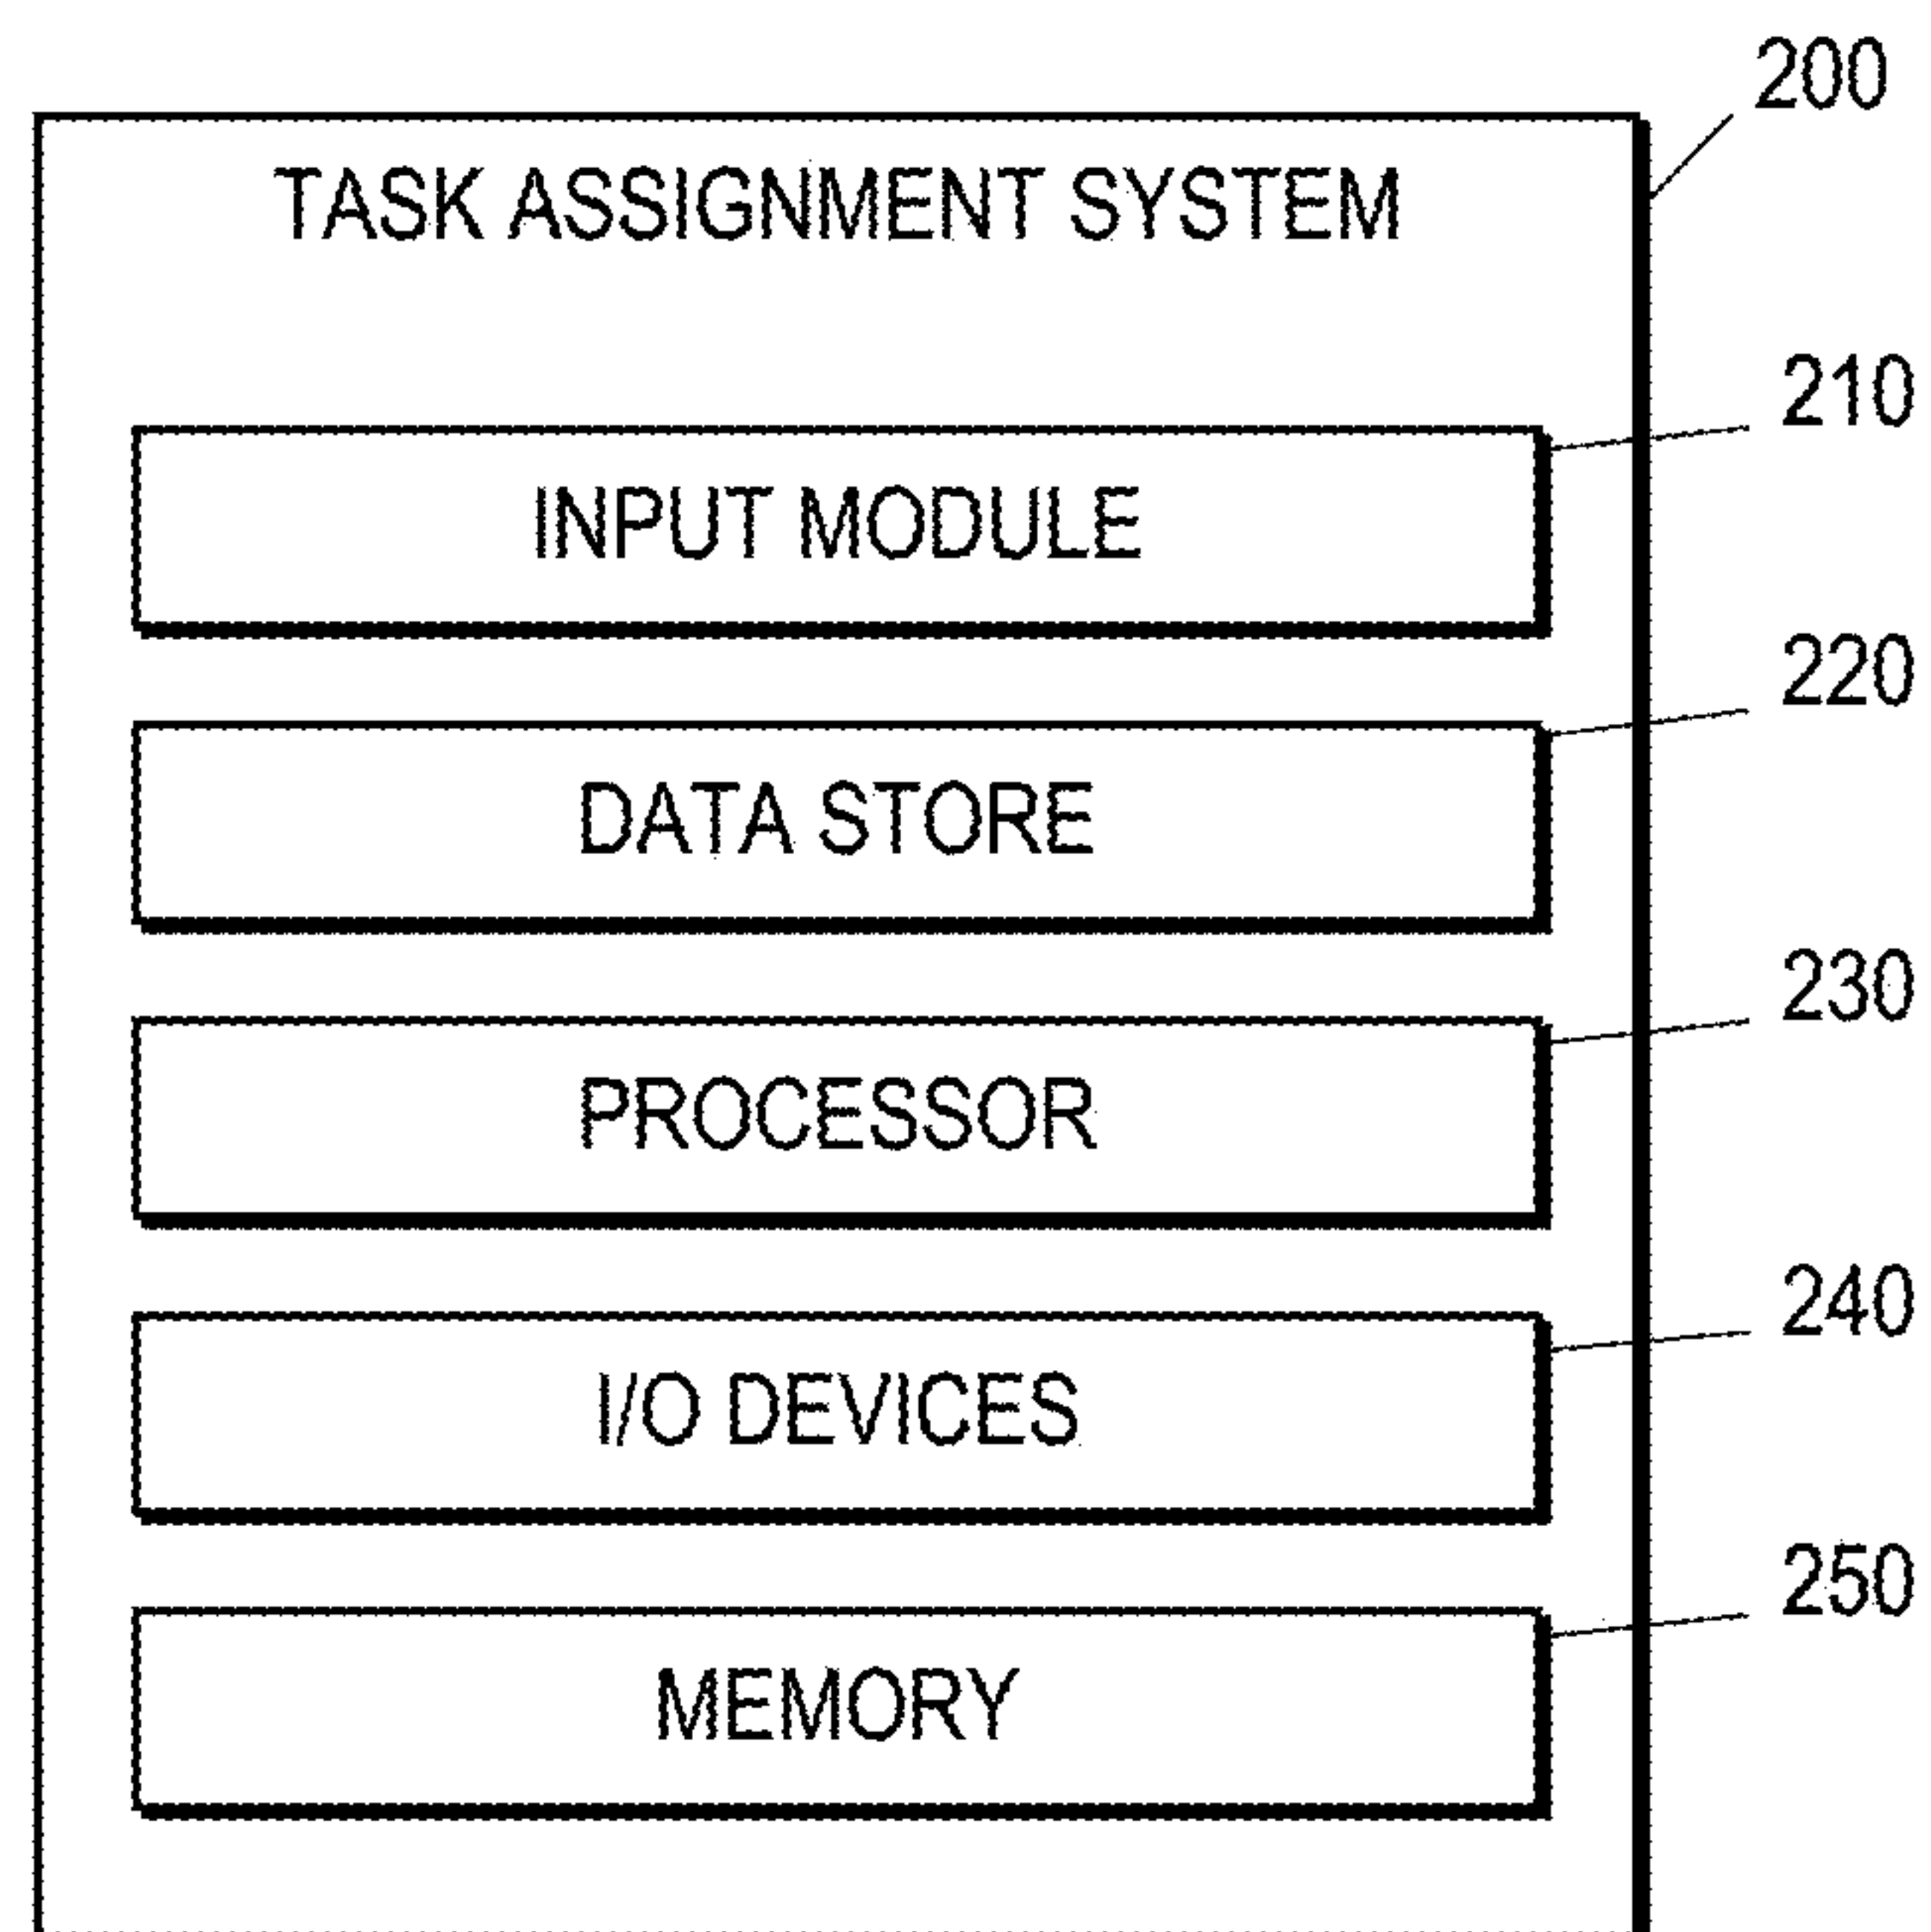 200
TASK ASSIGNMENT SYSTEM
210
INPUT MODULE
220
DATA STORE
230
PROCESSOR
240
I/O DEVICES
250
MEMORY